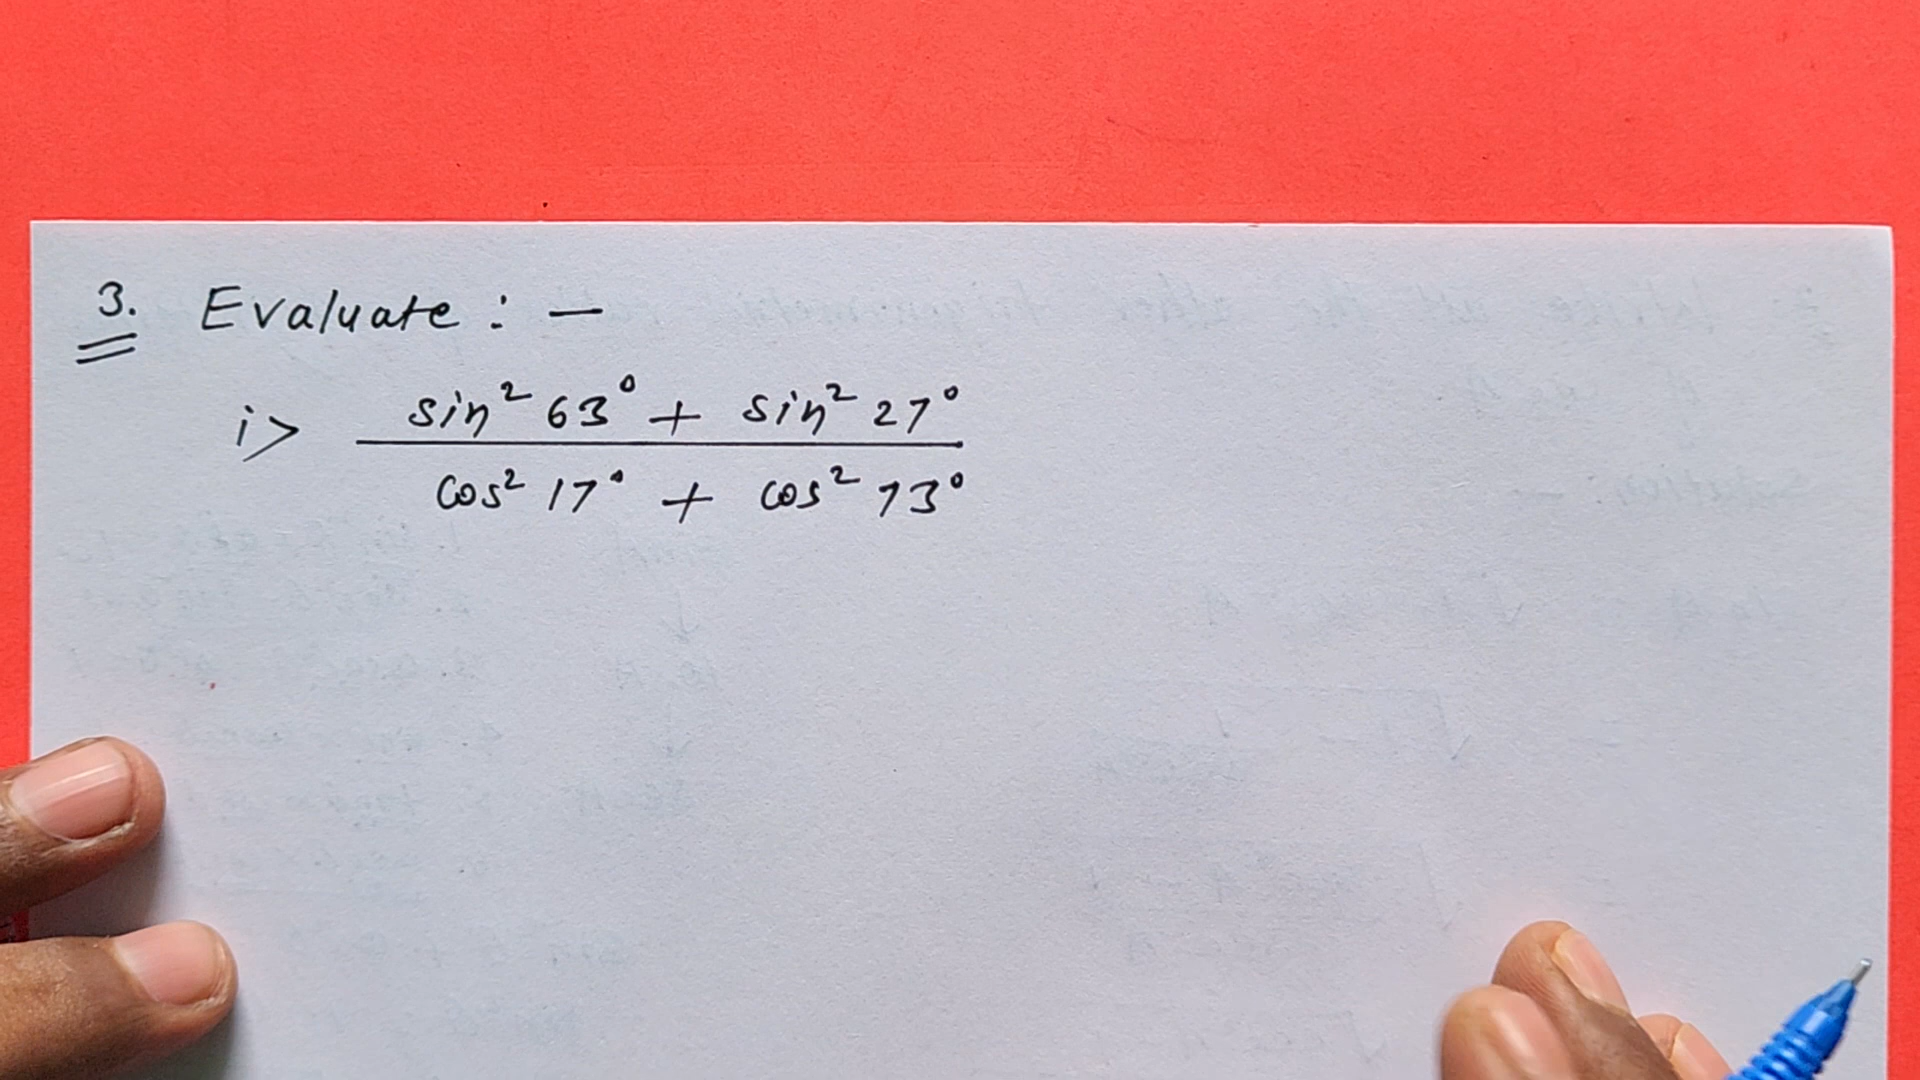 3. Evaluate : —
i> sin² 63° + sin² 27°
cos² 17° + cos² 73°